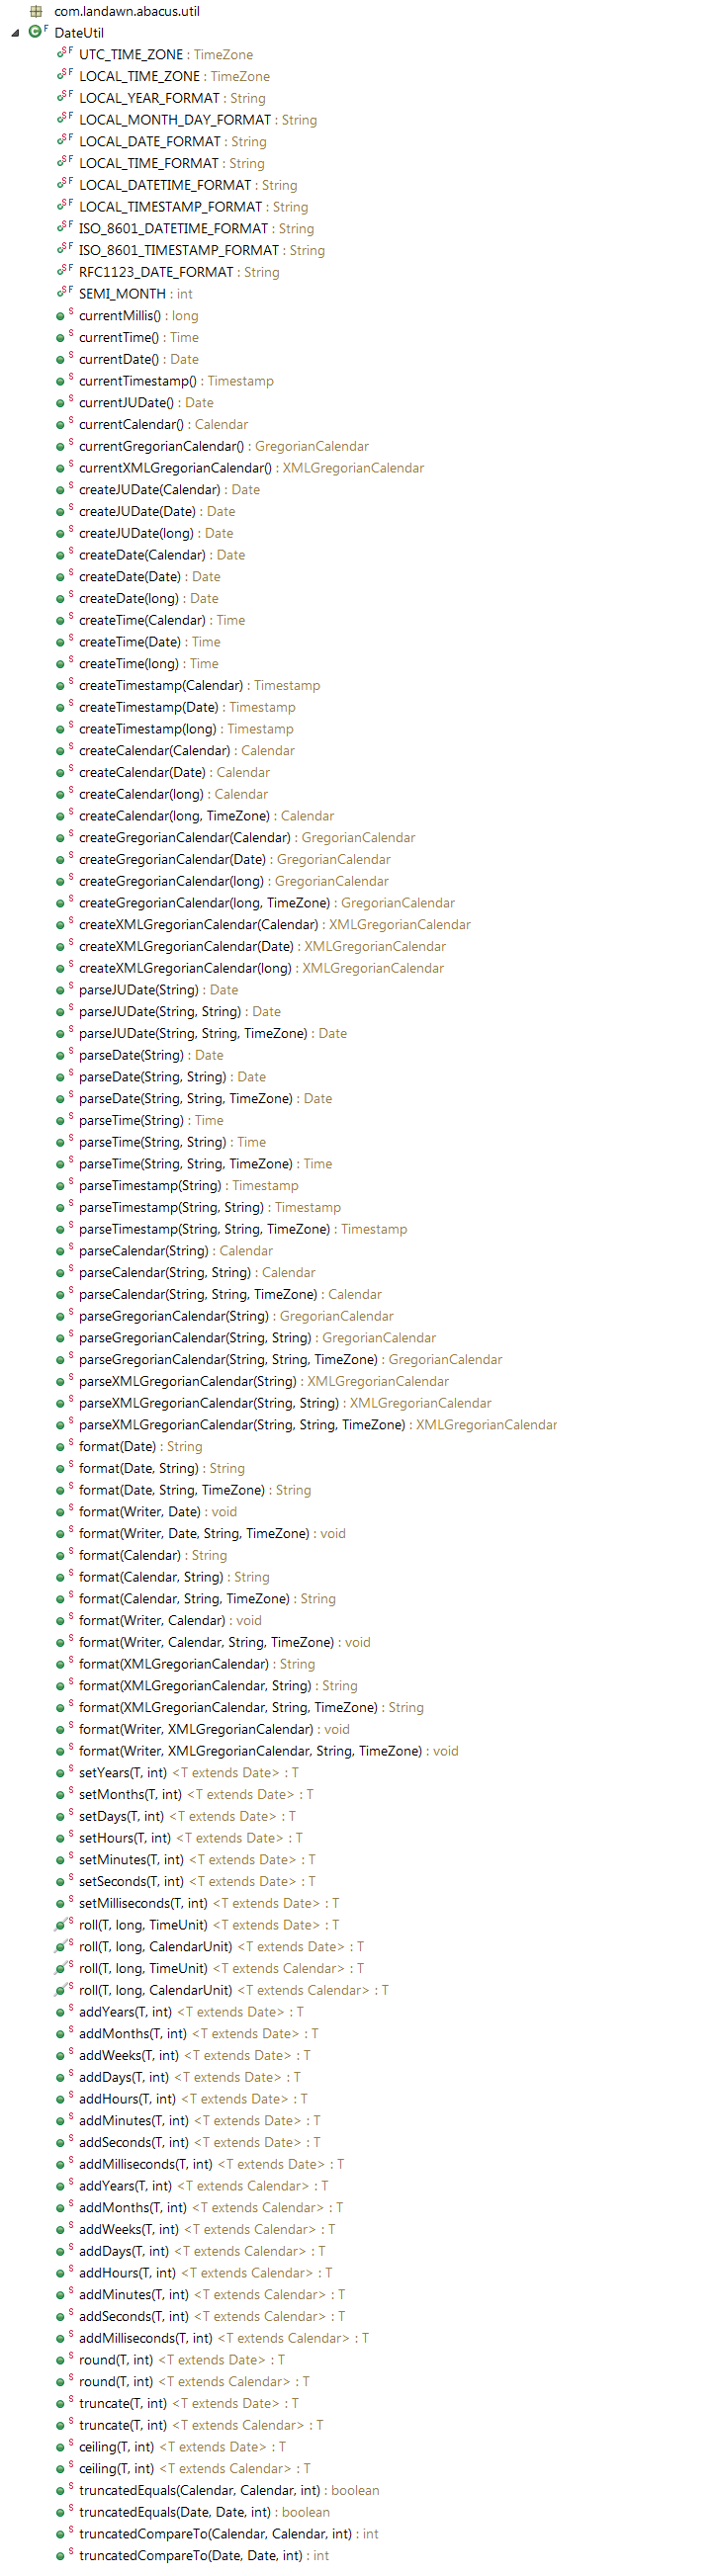 com.landawn.abacus.util
DateUtil
UTC_TIME_ZONE : TimeZone
LOCAL_TIME_ZONE : TimeZone
LOCAL_YEAR_FORMAT : String
LOCAL_MONTH_DAY_FORMAT : String
LOCAL_DATE_FORMAT : String
LOCAL_TIME_FORMAT : String
LOCAL_DATETIME_FORMAT : String
LOCAL_TIMESTAMP_FORMAT : String
ISO_8601_DATETIME_FORMAT : String
ISO_8601_TIMESTAMP_FORMAT : String
RFC1123_DATE_FORMAT : String
SEMI_MONTH : int
currentMillis() : long
currentTime() : Time
currentDate() : Date
currentTimestamp() : Timestamp
currentJUDate() : Date
currentCalendar() : Calendar
currentGregorianCalendar() : GregorianCalendar
currentXMLGregorianCalendar() : XMLGregorianCalendar
createJUDate(Calendar) : Date
createJUDate(Date) : Date
createJUDate(long) : Date
createDate(Calendar) : Date
createDate(Date) : Date
createDate(long) : Date
createTime(Calendar) : Time
createTime(Date) : Time
createTime(long) : Time
createTimestamp(Calendar) : Timestamp
createTimestamp(Date) : Timestamp
createTimestamp(long) : Timestamp
createCalendar(Calendar) : Calendar
createCalendar(Date) : Calendar
createCalendar(long) : Calendar
createCalendar(long, TimeZone) : Calendar
createGregorianCalendar(Calendar) : GregorianCalendar
createGregorianCalendar(Date) : GregorianCalendar
createGregorianCalendar(long) : GregorianCalendar
createGregorianCalendar(long, TimeZone) : GregorianCalendar
createXMLGregorianCalendar(Calendar) : XMLGregorianCalendar
createXMLGregorianCalendar(Date) : XMLGregorianCalendar
createXMLGregorianCalendar(long) : XMLGregorianCalendar
parseJUDate(String) : Date
parseJUDate(String, String) : Date
parseJUDate(String, String, TimeZone) : Date
parseDate(String) : Date
parseDate(String, String) : Date
parseDate(String, String, TimeZone) : Date
parseTime(String) : Time
parseTime(String, String) : Time
parseTime(String, String, TimeZone) : Time
parseTimestamp(String) : Timestamp
parseTimestamp(String, String) : Timestamp
parseTimestamp(String, String, TimeZone) : Timestamp
parseCalendar(String) : Calendar
parseCalendar(String, String) : Calendar
parseCalendar(String, String, TimeZone) : Calendar
parseGregorianCalendar(String) : GregorianCalendar
parseGregorianCalendar(String, String) : GregorianCalendar
parseGregorianCalendar(String, String, TimeZone) : GregorianCalendar
parseXMLGregorianCalendar(String) : XMLGregorianCalendar
parseXMLGregorianCalendar(String, String) : XMLGregorianCalendar
parseXMLGregorianCalendar(String, String, TimeZone) : XMLGregorianCalendar
format(Date) : String
format(Date, String) : String
format(Date, String, TimeZone) : String
format(Writer, Date) : void
format(Writer, Date, String, TimeZone) : void
format(Calendar) : String
format(Calendar, String) : String
format(Calendar, String, TimeZone) : String
format(Writer, Calendar) : void
format(Writer, Calendar, String, TimeZone) : void
format(XMLGregorianCalendar) : String
format(XMLGregorianCalendar, String) : String
format(XMLGregorianCalendar, String, TimeZone) : String
format(Writer, XMLGregorianCalendar) : void
format(Writer, XMLGregorianCalendar, String, TimeZone) : void
setYears(T, int) <T extends Date> : T
setMonths(T, int) <T extends Date> : T
setDays(T, int) <T extends Date> : T
setHours(T, int) <T extends Date> : T
setMinutes(T, int) <T extends Date> : T
setSeconds(T, int) <T extends Date> : T
setMilliseconds(T, int) <T extends Date> : T
roll(T, long, TimeUnit) <T extends Date> : T
roll(T, long, CalendarUnit) <T extends Date> : T
roll(T, long, TimeUnit) <T extends Calendar> : T
roll(T, long, CalendarUnit) <T extends Calendar> : T
addYears(T, int) <T extends Date> : T
addMonths(T, int) <T extends Date> : T
addWeeks(T, int) <T extends Date> : T
addDays(T, int) <T extends Date> : T
addHours(T, int) <T extends Date> : T
addMinutes(T, int) <T extends Date> : T
addSeconds(T, int) <T extends Date> : T
addMilliseconds(T, int) <T extends Date> : T
addYears(T, int) <T extends Calendar> : T
addMonths(T, int) <T extends Calendar> : T
addWeeks(T, int) <T extends Calendar> : T
addDays(T, int) <T extends Calendar> : T
addHours(T, int) <T extends Calendar> : T
addMinutes(T, int) <T extends Calendar> : T
addSeconds(T, int) <T extends Calendar> : T
addMilliseconds(T, int) <T extends Calendar> : T
round(T, int) <T extends Date> : T
round(T, int) <T extends Calendar> : T
truncate(T, int) <T extends Date> : T
truncate(T, int) <T extends Calendar> : T
ceiling(T, int) <T extends Date> : T
ceiling(T, int) <T extends Calendar> : T
truncatedEquals(Calendar, Calendar, int) : boolean
truncatedEquals(Date, Date, int) : boolean
truncatedCompareTo(Calendar, Calendar, int) : int
truncatedCompareTo(Date, Date, int) : int